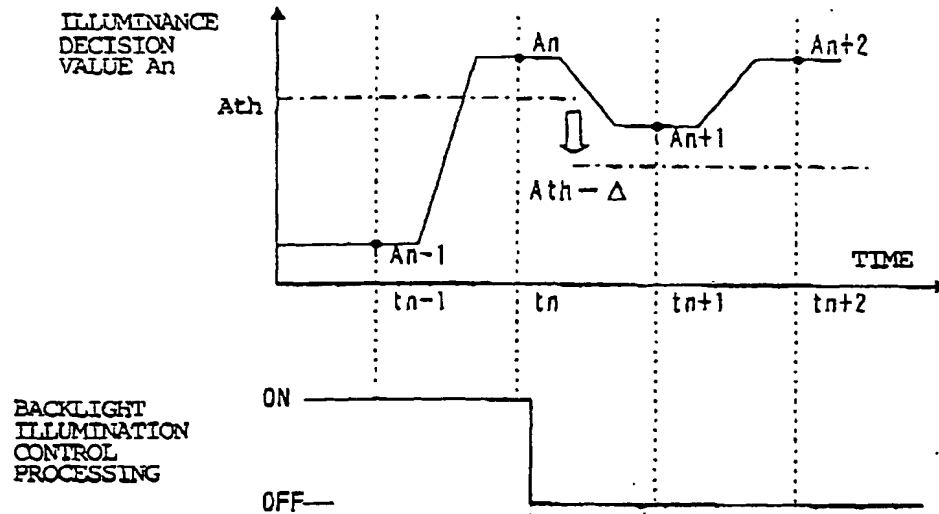 ILLUMINANCE
DECISION
VALUE An
An
An+2
Ath
An+1
Ath - Δ
An-1
TIME
tn-1
tn
tn+1
tn+2
ON
BACKLIGHT
ILLUMINATION
CONTROL
PROCESSING
OFF